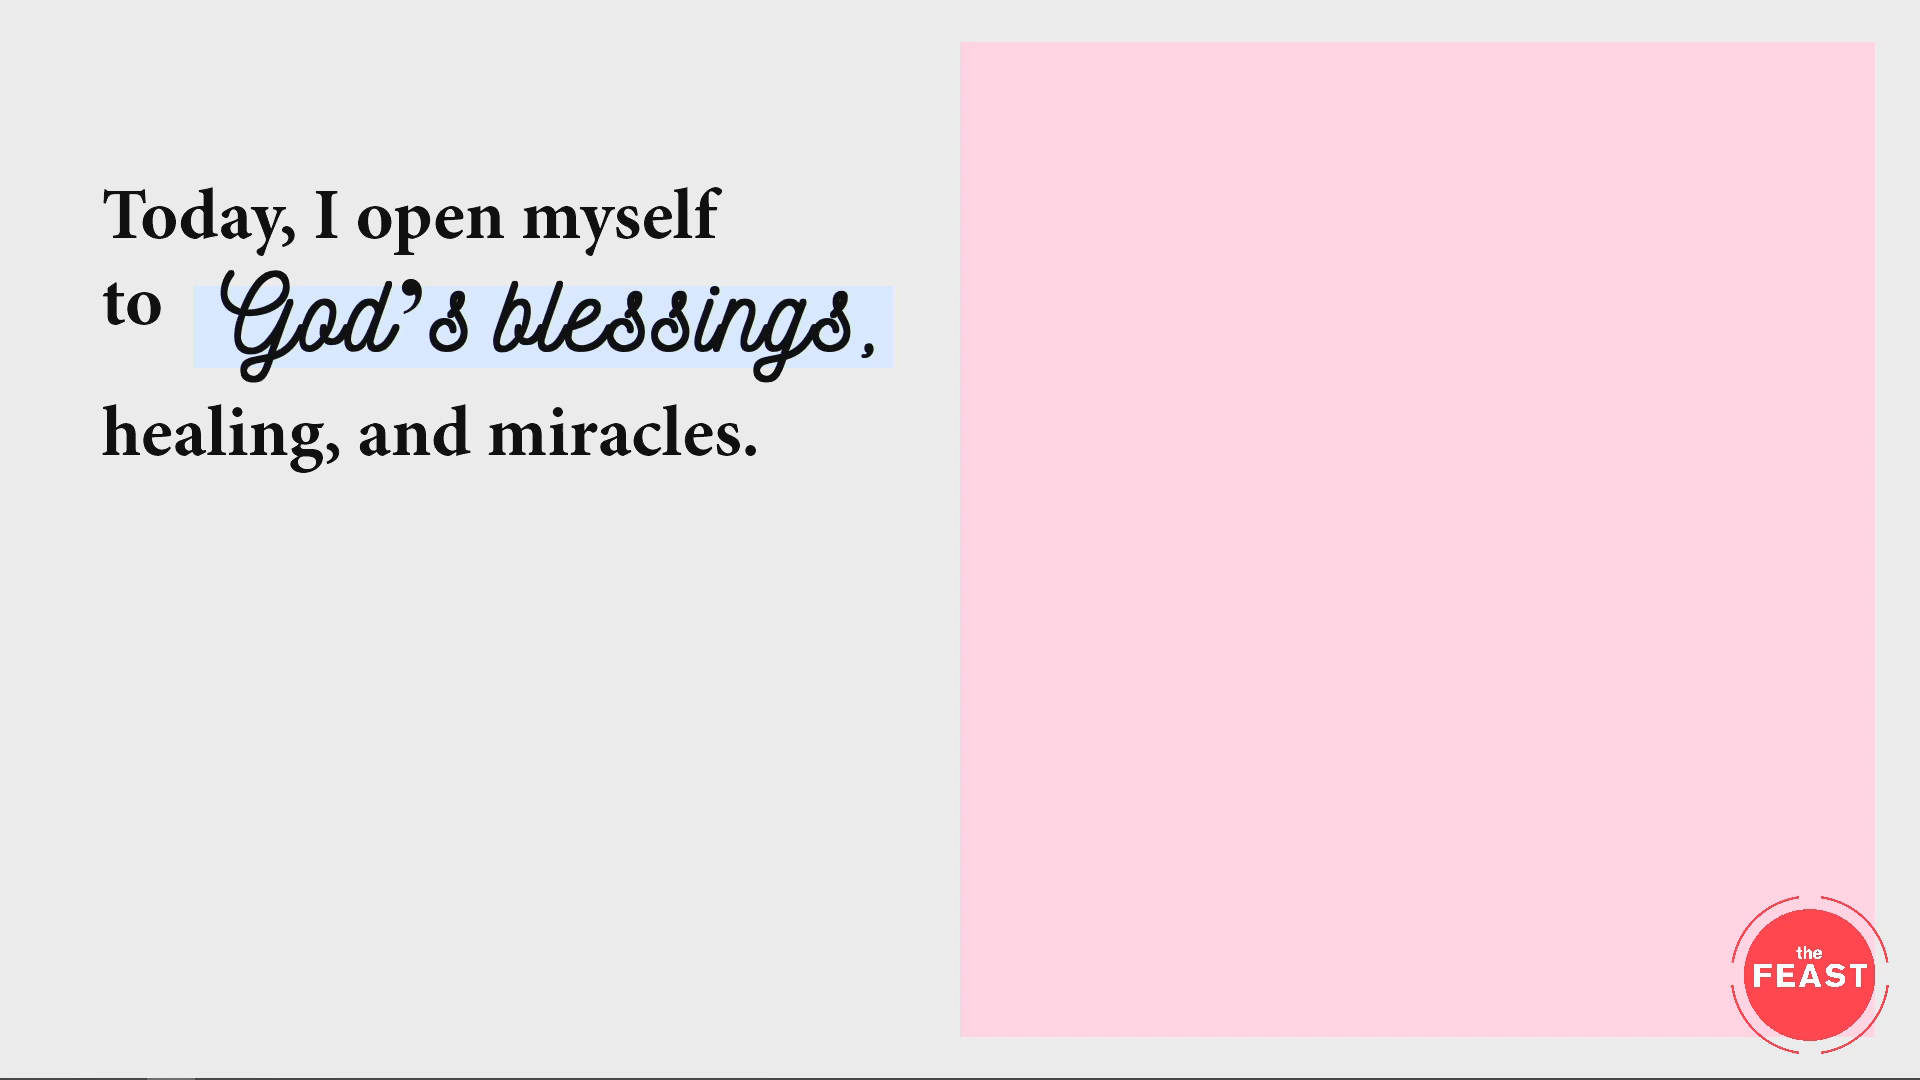 Today, I open myself
to God’s blessings,
healing, and miracles.
the
FEAST